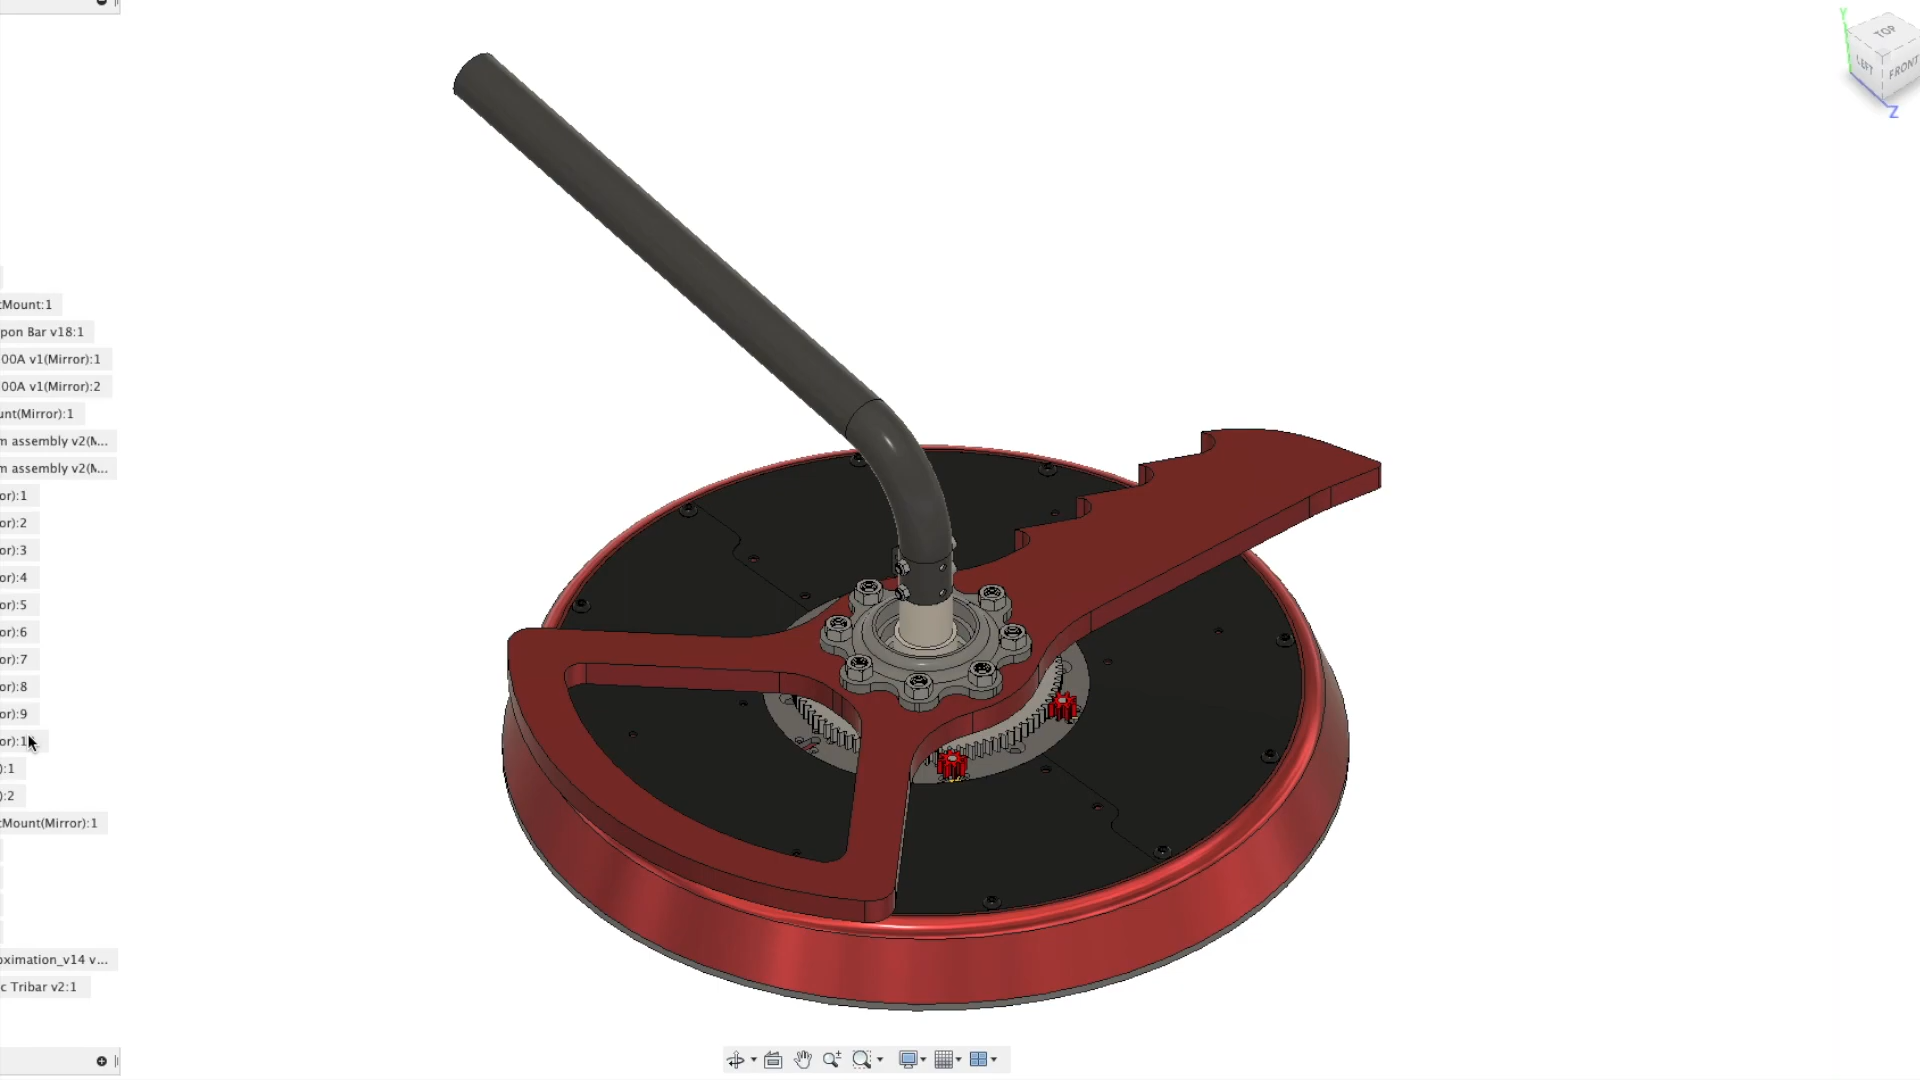 Y
TOP
LEFT
FRONT
Z
tMount:1
pon Bar v18:1
00A v1(Mirror):1
00A v1(Mirror):2
unt(Mirror):1
m assembly v2(M...
m assembly v2(M...
or):1
or):2
or):3
or):4
or):5
or):6
or):7
or):8
or):9
or):1
):1
):2
tMount(Mirror):1
oximation_v14 v...
c Tribar v2:1